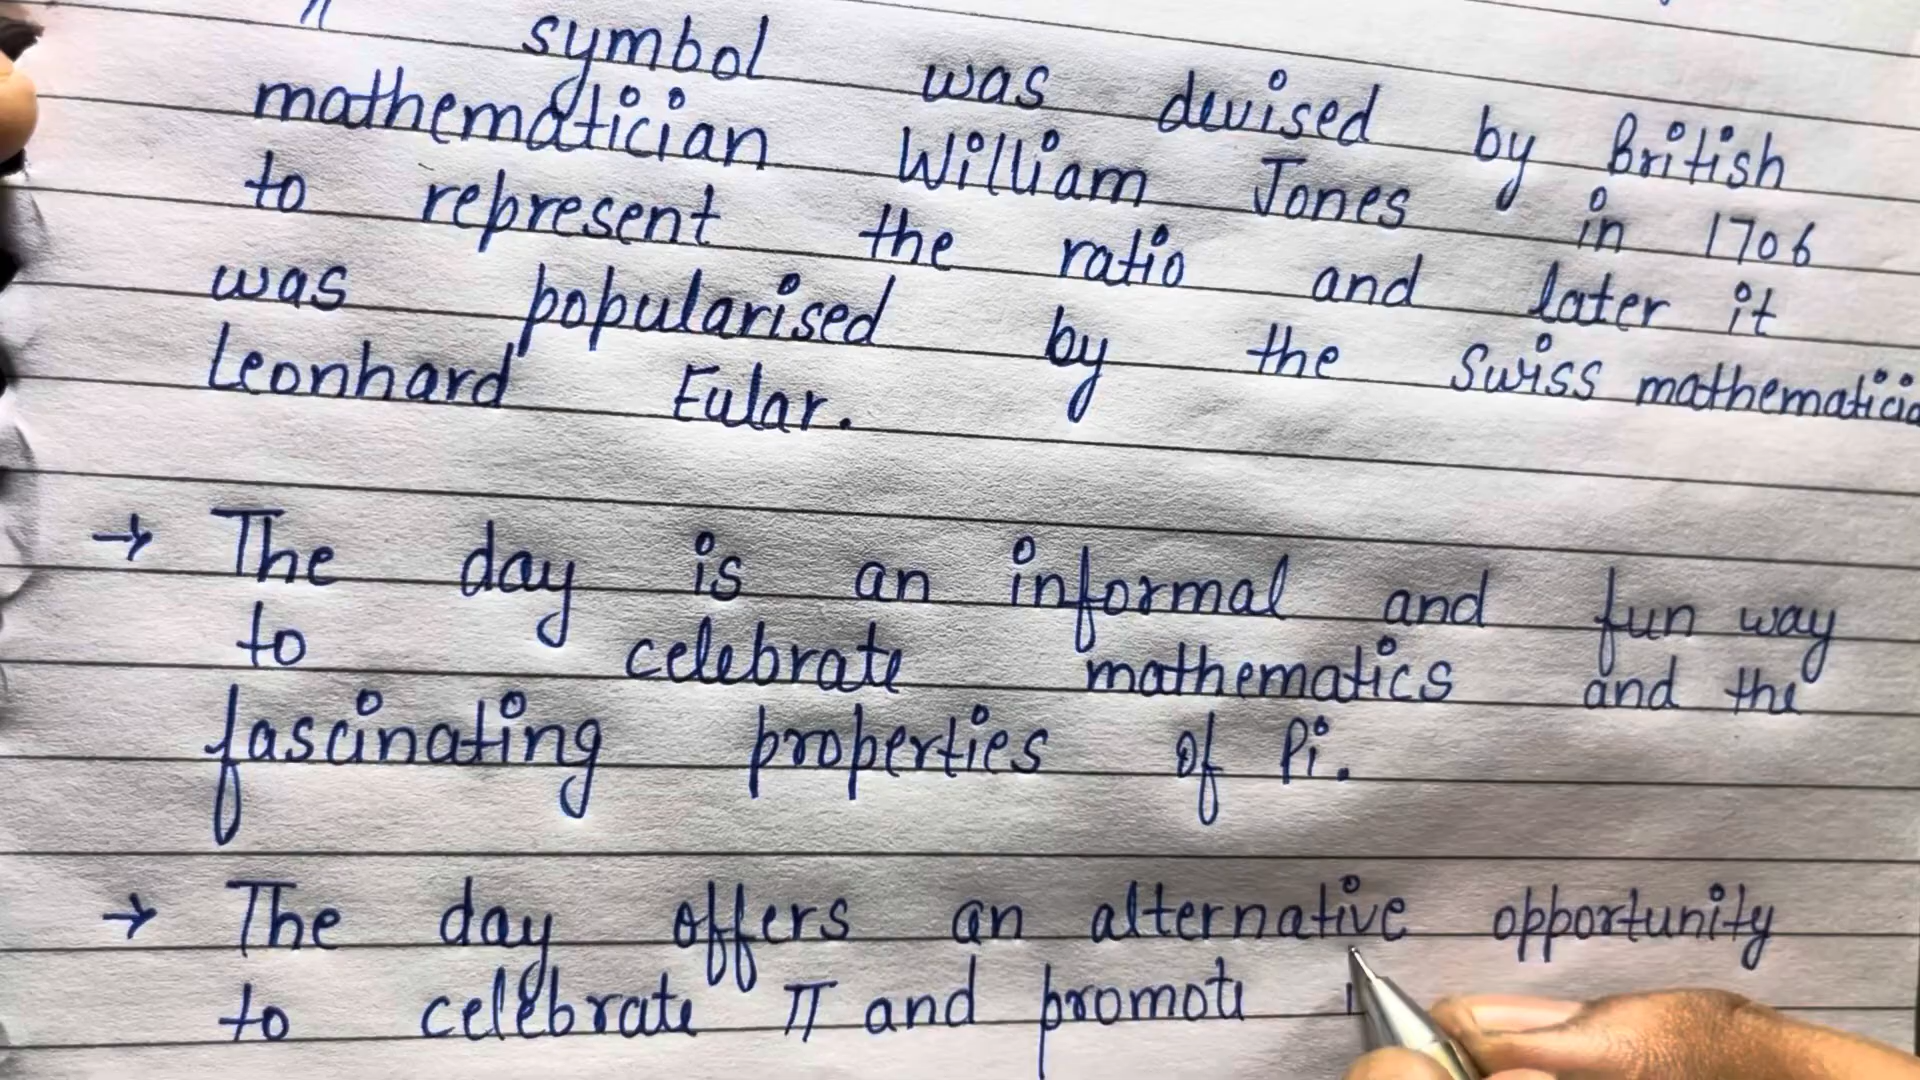 symbol was devised by British
mathematician William Jones in 1706
to represent the ratio and later it
was popularised by the Swiss mathematicia
Leonhard Eular.
→ The day is an informal and fun way
to celebrate mathematics and the
fascinating properties of Pi.
→ The day offers an alternative opportunity
to celebrate π and promote